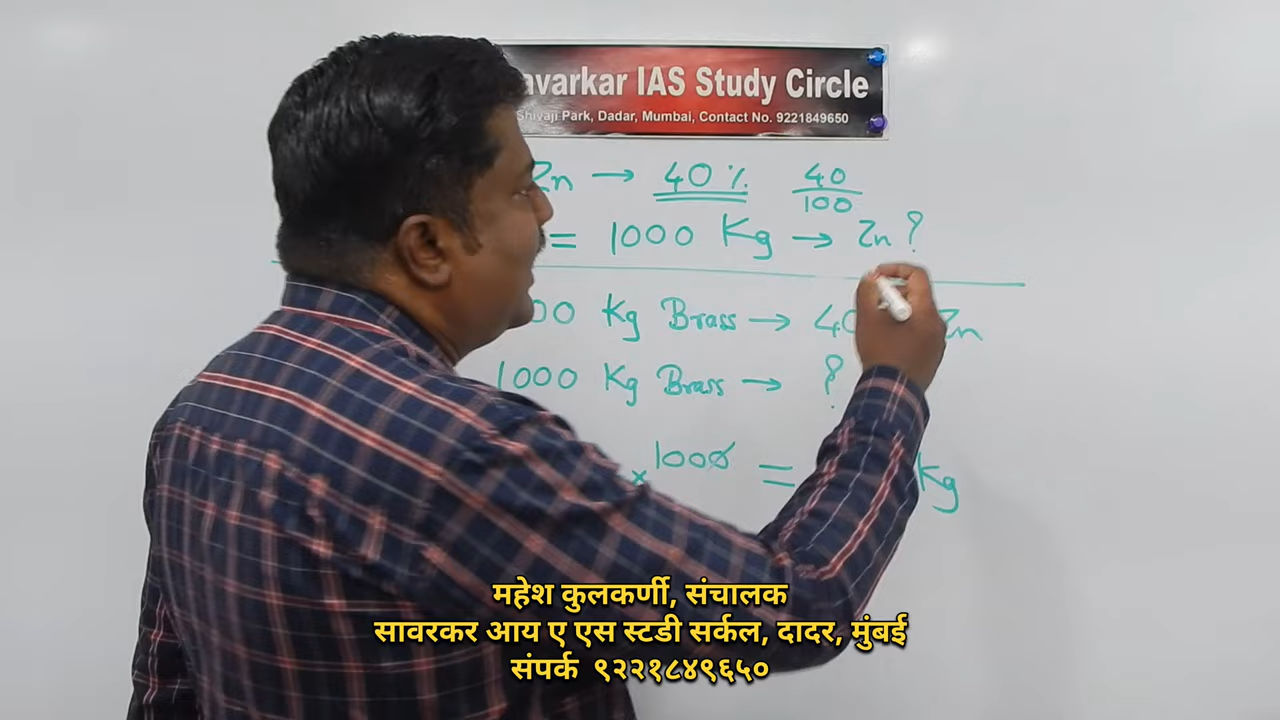 avarkar IAS Study Circle
Shivaji Park, Dadar, Mumbai, Contact No. 9221849650
Zn → 40 % 40/100
= 1000 Kg → Zn ?
00 Kg Brass → 40 Zn
1000 Kg Brass → ?
× 1000 = Kg
महेश कुलकर्णी, संचालक
सावरकर आय ए एस स्टडी सर्कल, दादर, मुंबई
संपर्क ९२२१८४९६५०